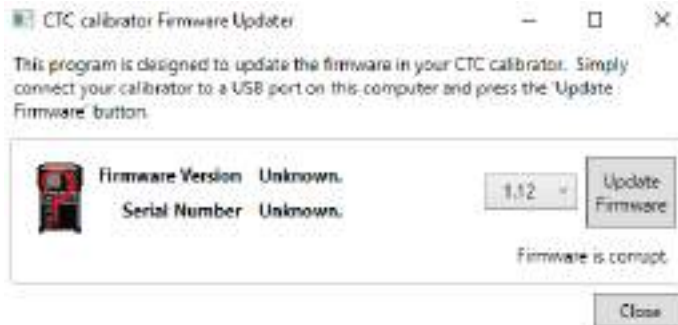 CTC calibrator Firmware Updater
This program is designed to update the firmware in your CTC calibrator. Simply
connect your calibrator to a USB port on this computer and press the 'Update
Firmware' button.
Firmware Version Unknown.
Serial Number Unknown.
1.12
Update
Firmware
Firmware is corrupt.
Close